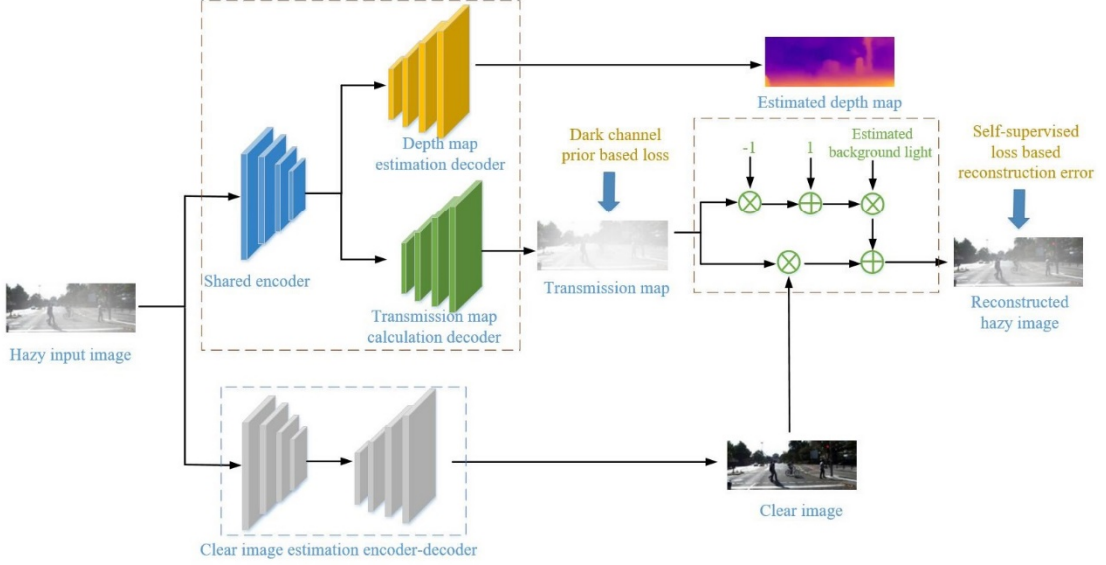 Depth map
estimation decoder
Estimated depth map
Dark channel
prior based loss
-1
1
Estimated
background light
Self-supervised
loss based
reconstruction error
Shared encoder
Transmission map
calculation decoder
Transmission map
Reconstructed
hazy image
Hazy input image
Clear image
Clear image estimation encoder-decoder